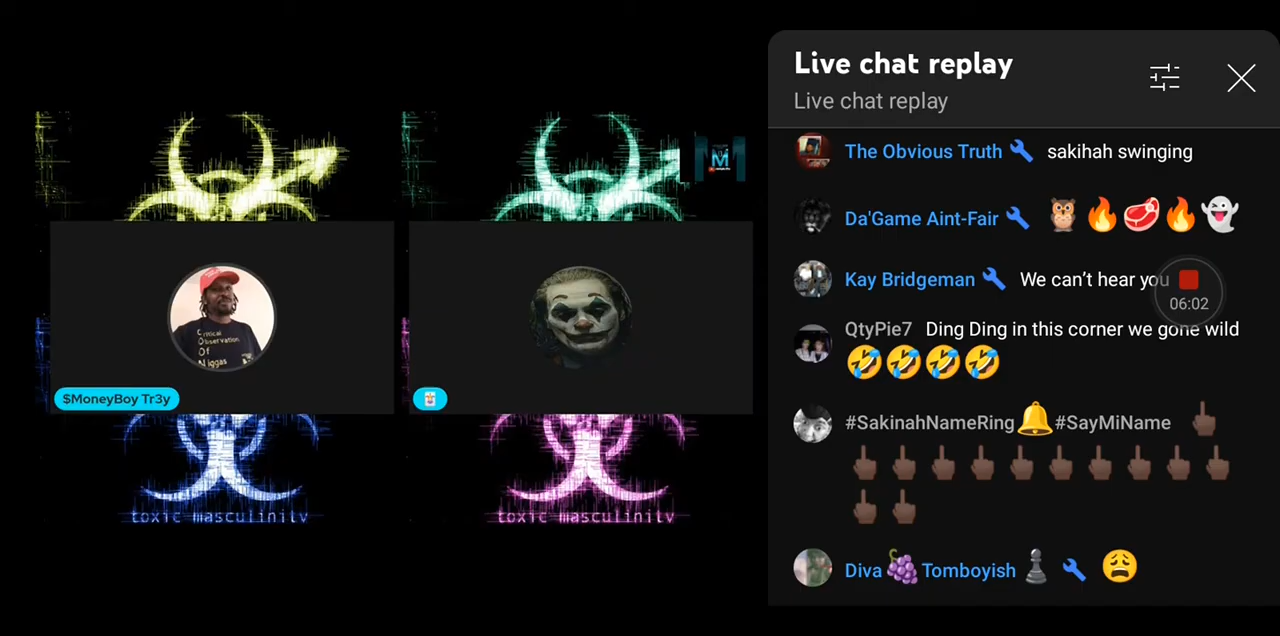 Live chat replay
Live chat replay
The Obvious Truth sakihah swinging
Da'Game Aint-Fair 🦉🔥🥩🔥👻
Kay Bridgeman We can’t hear you
06:02
QtyPie7 Ding Ding in this corner we gone wild
🤣🤣🤣🤣
#SakinahNameRing🔔#SayMiName 🖕🏿
🖕🏿🖕🏿🖕🏿🖕🏿🖕🏿🖕🏿🖕🏿🖕🏿🖕🏿🖕🏿
🖕🏿🖕🏿
Diva🍇Tomboyish♟ 😩
Critical
Observation
Of
Niggas
$MoneyBoy Tr3y
M
toxic masculinity
toxic masculinity